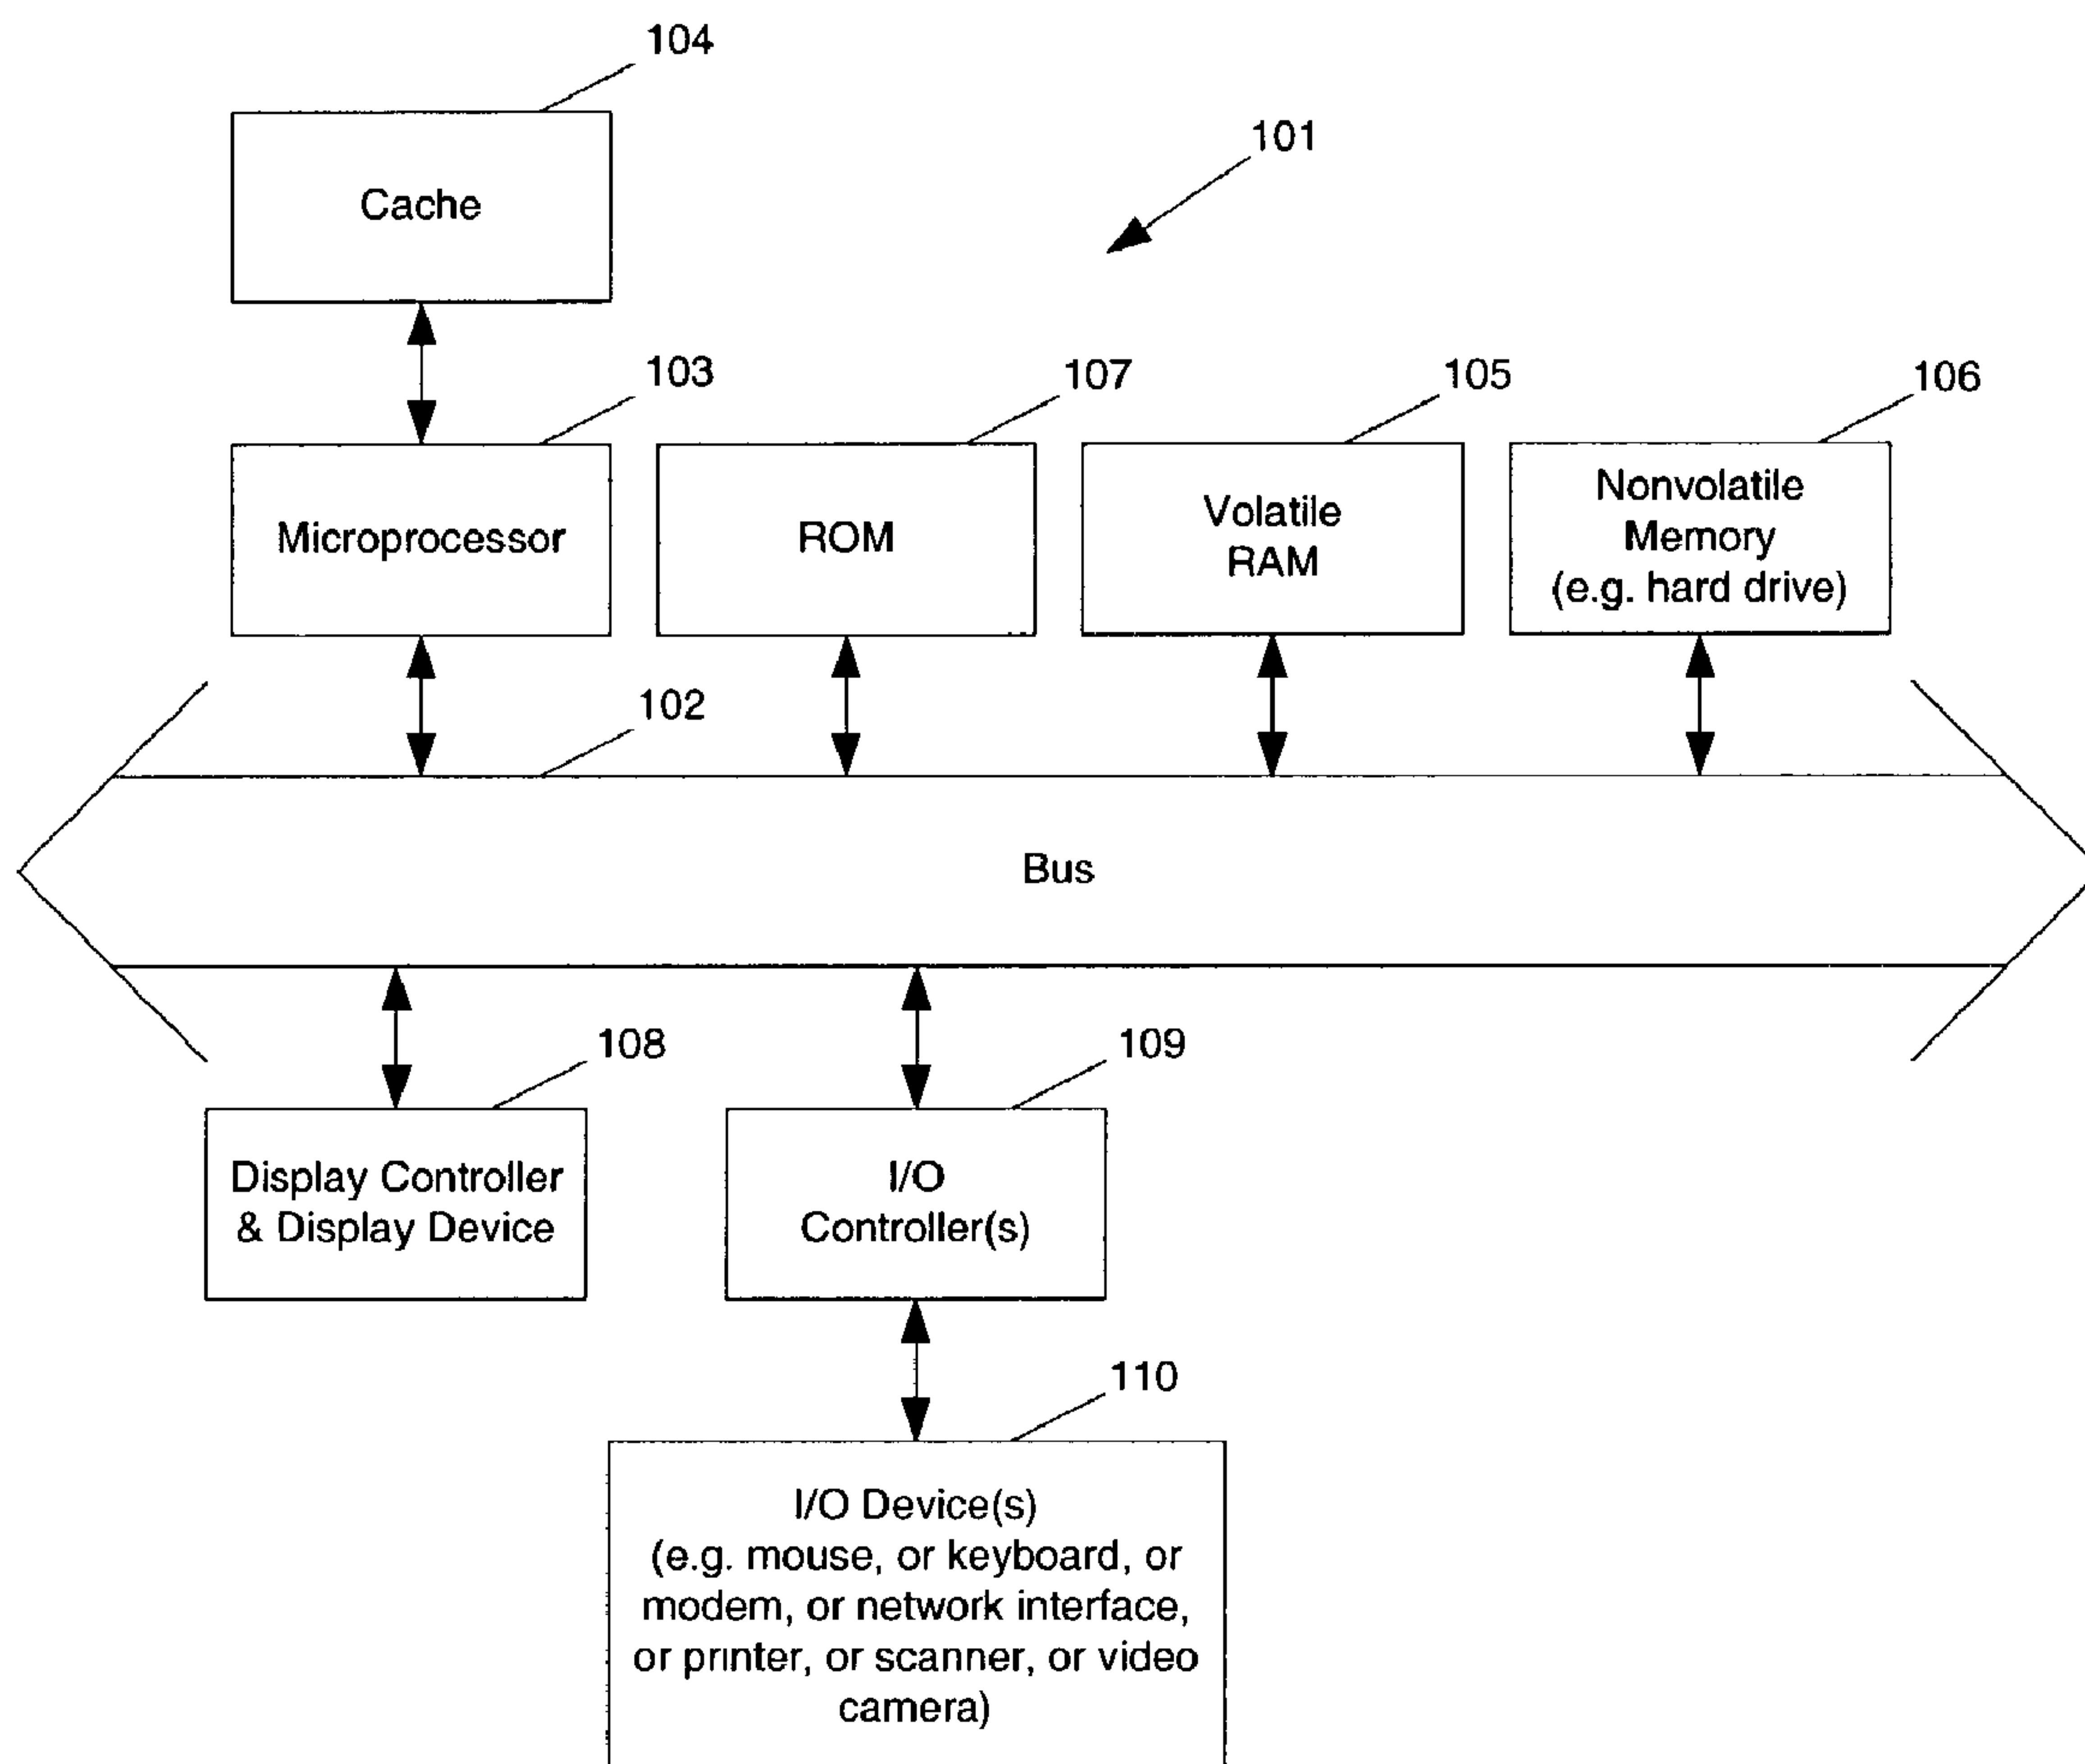 104
101
Cache
103
107
105
106
Microprocessor
ROM
Volatile
RAM
Nonvolatile
Memory
(e.g. hard drive)
102
Bus
108
109
Display Controller
& Display Device
I/O
Controller(s)
110
I/O Device(s)
(e.g. mouse, or keyboard, or
modem, or network interface,
or printer, or scanner, or video
camera)